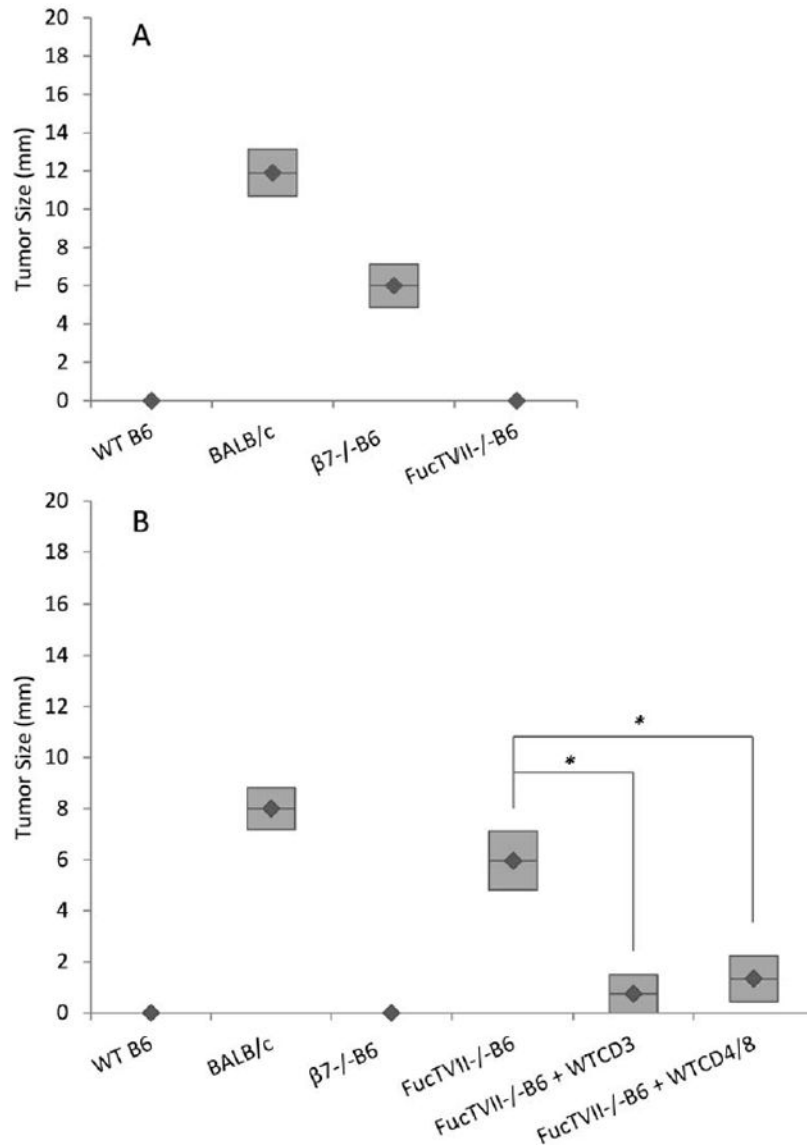 A
Tumor Size (mm)
20
18
16
14
12
10
8
6
4
2
0
WT B6
BALB/c
β7-/-B6
FucTVII-/-B6
B
Tumor Size (mm)
20
18
16
14
12
10
8
6
4
2
0
*
*
WT B6
BALB/c
β7-/-B6
FucTVII-/-B6
FucTVII-/-B6 + WTCD3
FucTVII-/-B6 + WTCD4/8